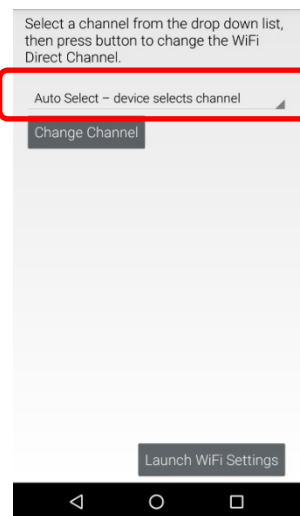 Select a channel from the drop down list,
then press button to change the WiFi
Direct Channel.
Auto Select – device selects channel
Change Channel
Launch WiFi Settings